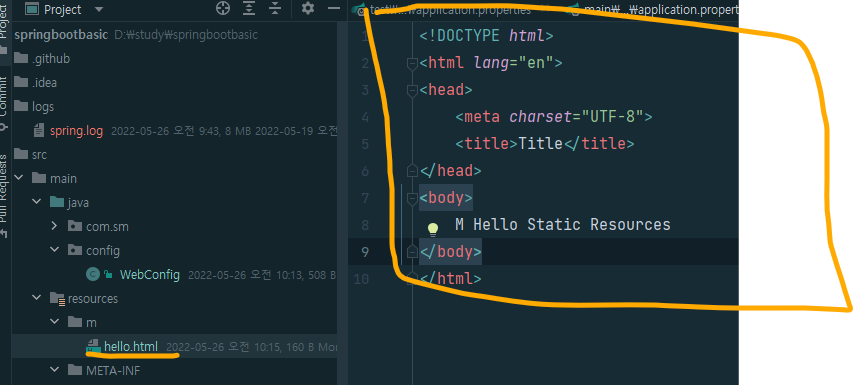 Project
springbootbasic D:₩study₩springbootbasic
.github
.idea
logs
spring.log 2022-05-26 오전 9:43, 8 MB 2022-05-19 오전
src
main
java
com.sm
config
WebConfig 2022-05-26 오전 10:13, 508 B
resources
m
hello.html 2022-05-26 오전 10:15, 160 B Mo
META-INF
Project
Commit
Pull Requests
test₩...₩application.properties main₩...₩application.propert
1 <!DOCTYPE html>
2 <html lang="en">
3 <head>
4 <meta charset="UTF-8">
5 <title>Title</title>
6 </head>
7 <body>
8 M Hello Static Resources
9 </body>
10 </html>